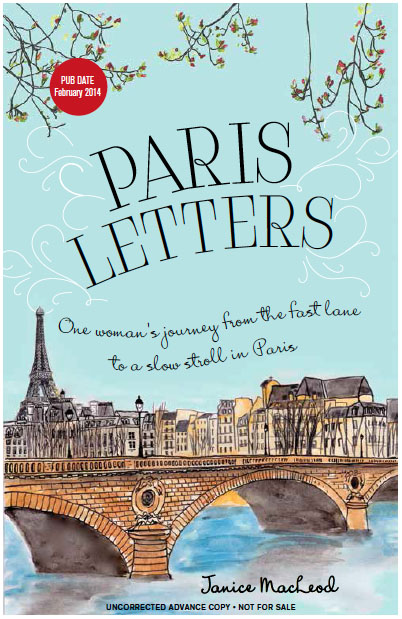 PUB DATE
February 2014
PARIS
LETTERS
One woman's journey from the fast lane
to a slow stroll in Paris
Janice MacLeod
UNCORRECTED ADVANCE COPY • NOT FOR SALE